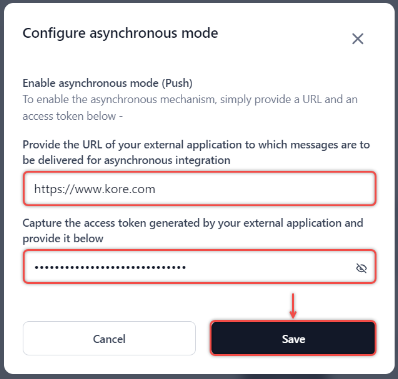 Configure asynchronous mode
Enable asynchronous mode (Push)
To enable the asynchronous mechanism, simply provide a URL and an
access token below -
Provide the URL of your external application to which messages are to
be delivered for asynchronous integration
https://www.kore.com
Capture the access token generated by your external application and
provide it below
••••••••••••••••••••••••••••••
Cancel
Save